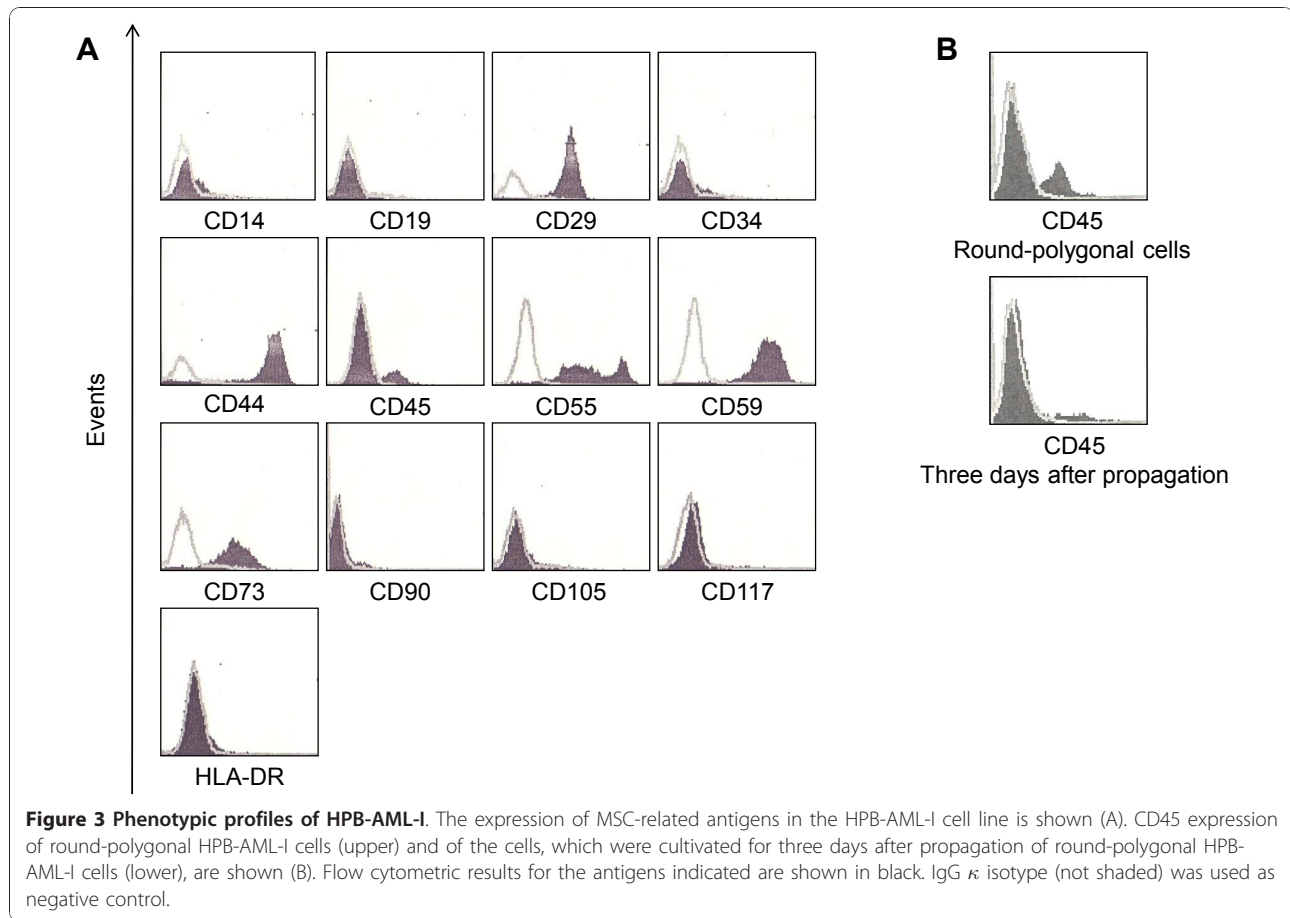 A
B
CD14
CD19
CD29
CD34
CD45
Round-polygonal cells
CD44
CD45
CD55
CD59
Events
CD45
Three days after propagation
CD73
CD90
CD105
CD117
HLA-DR
Figure 3 Phenotypic profiles of HPB-AML-I. The expression of MSC-related antigens in the HPB-AML-I cell line is shown (A). CD45 expression
of round-polygonal HPB-AML-I cells (upper) and of the cells, which were cultivated for three days after propagation of round-polygonal HPB-
AML-I cells (lower), are shown (B). Flow cytometric results for the antigens indicated are shown in black. IgG κ isotype (not shaded) was used as
negative control.